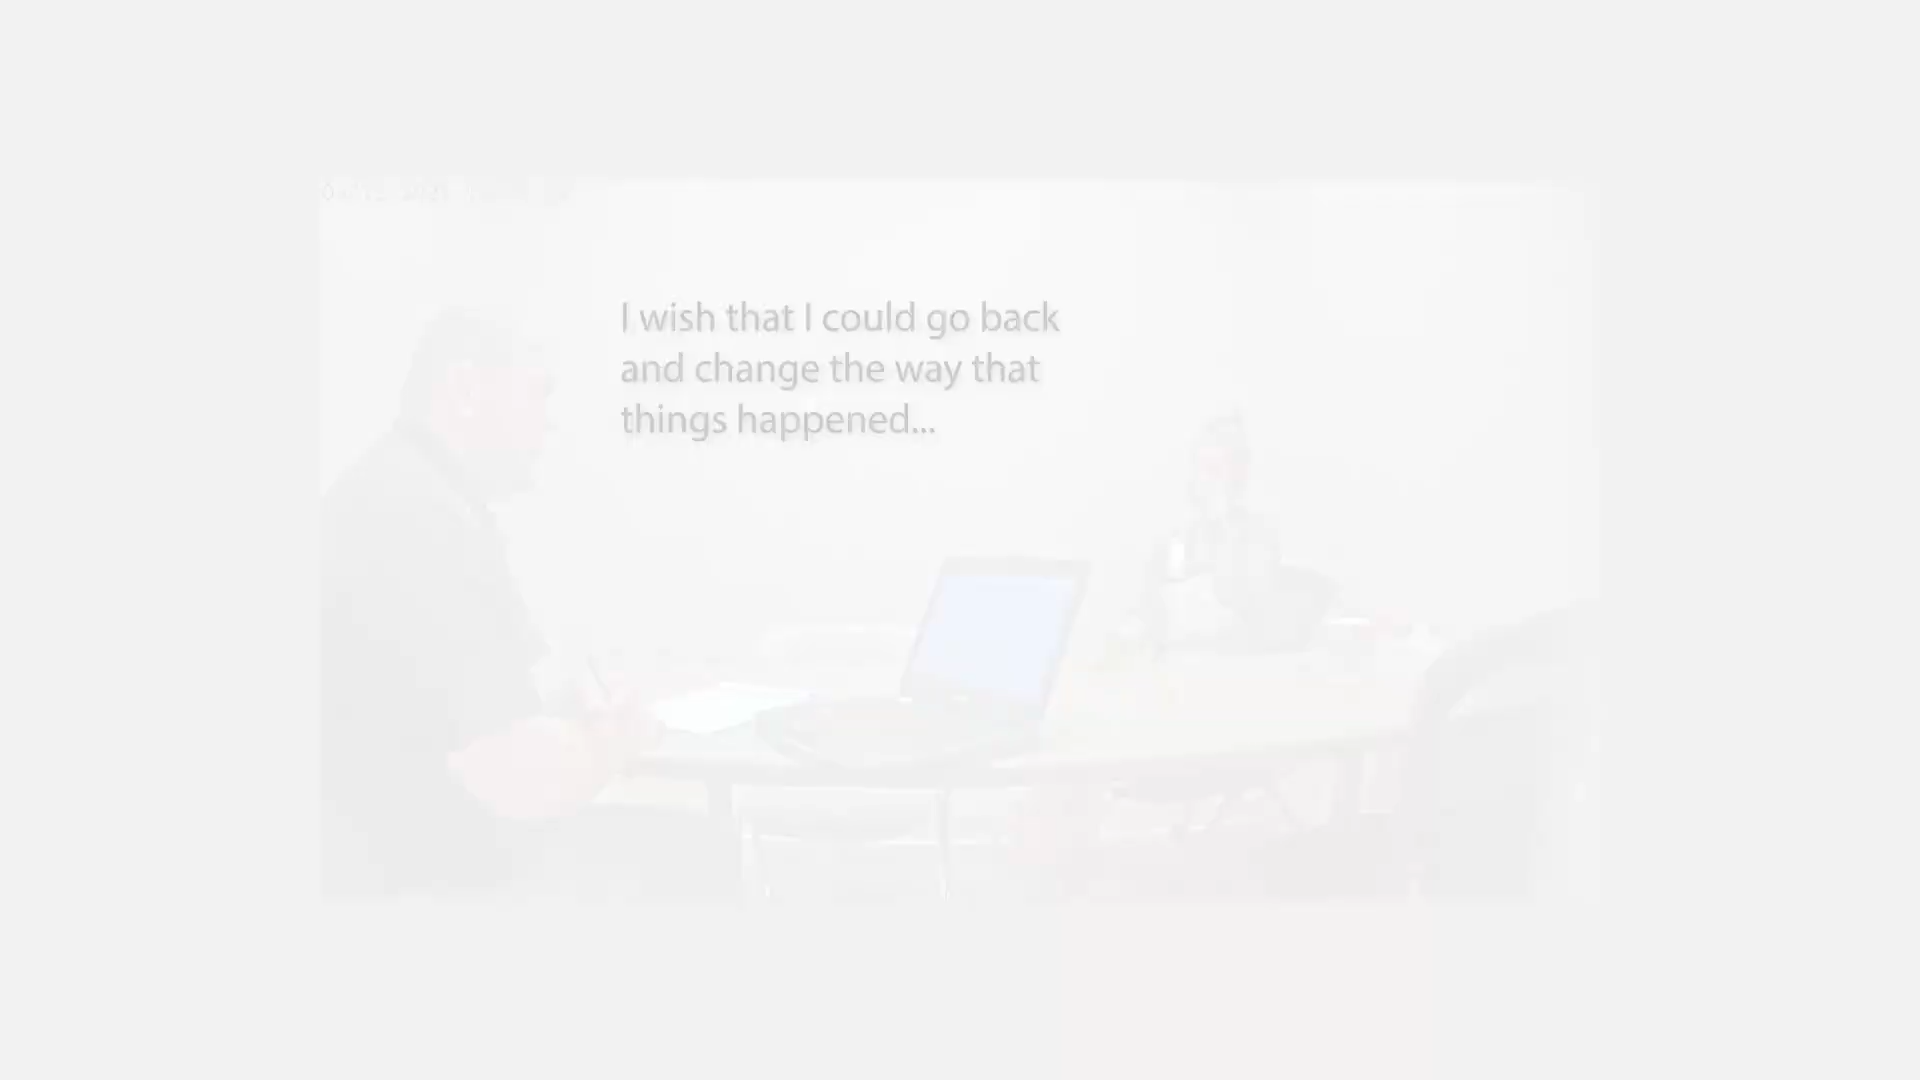 I wish that I could go back
and change the way that
things happened...